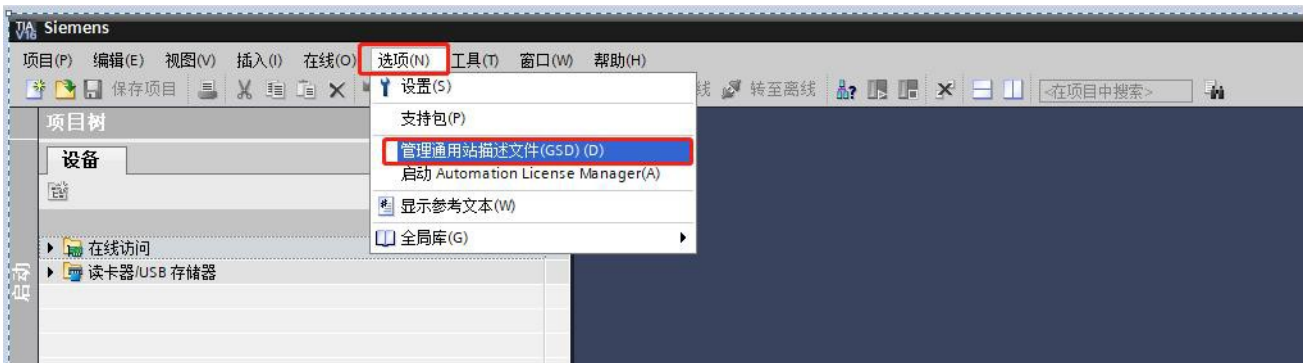 TIA V16 Siemens
项目(P) 编辑(E) 视图(V) 插入(I) 在线(O) 选项(N) 工具(T) 窗口(W) 帮助(H)
保存项目 线 转至离线 <在项目中搜索>
设置(S)
支持包(P)
管理通用站描述文件(GSD) (D)
启动 Automation License Manager(A)
显示参考文本(W)
全局库(G)
项目树
设备
在线访问
读卡器/USB 存储器
启动